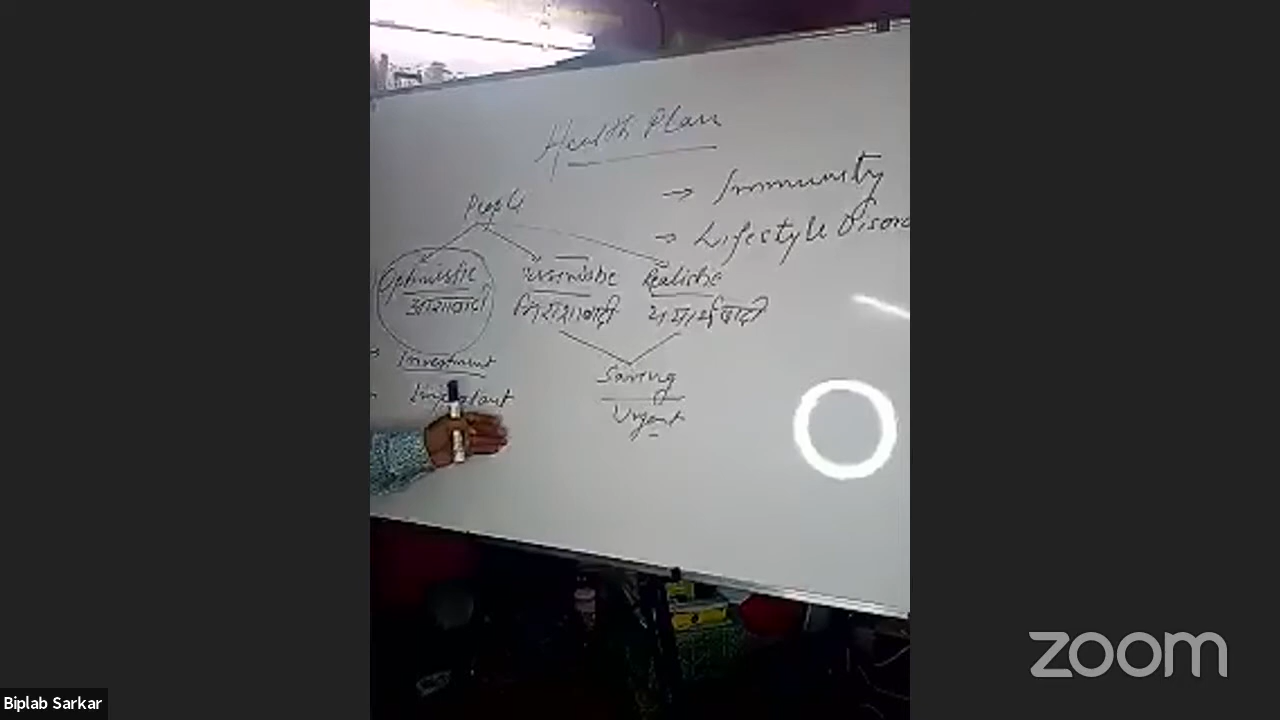 Health Plan
People
→ Immunity
→ Lifestyle Disord
Optimistic Pessimistic Realistic
आशावादी निराशावादी यथार्थवादी
Investment
Saving
Important
Urgent
Biplab Sarkar
zoom